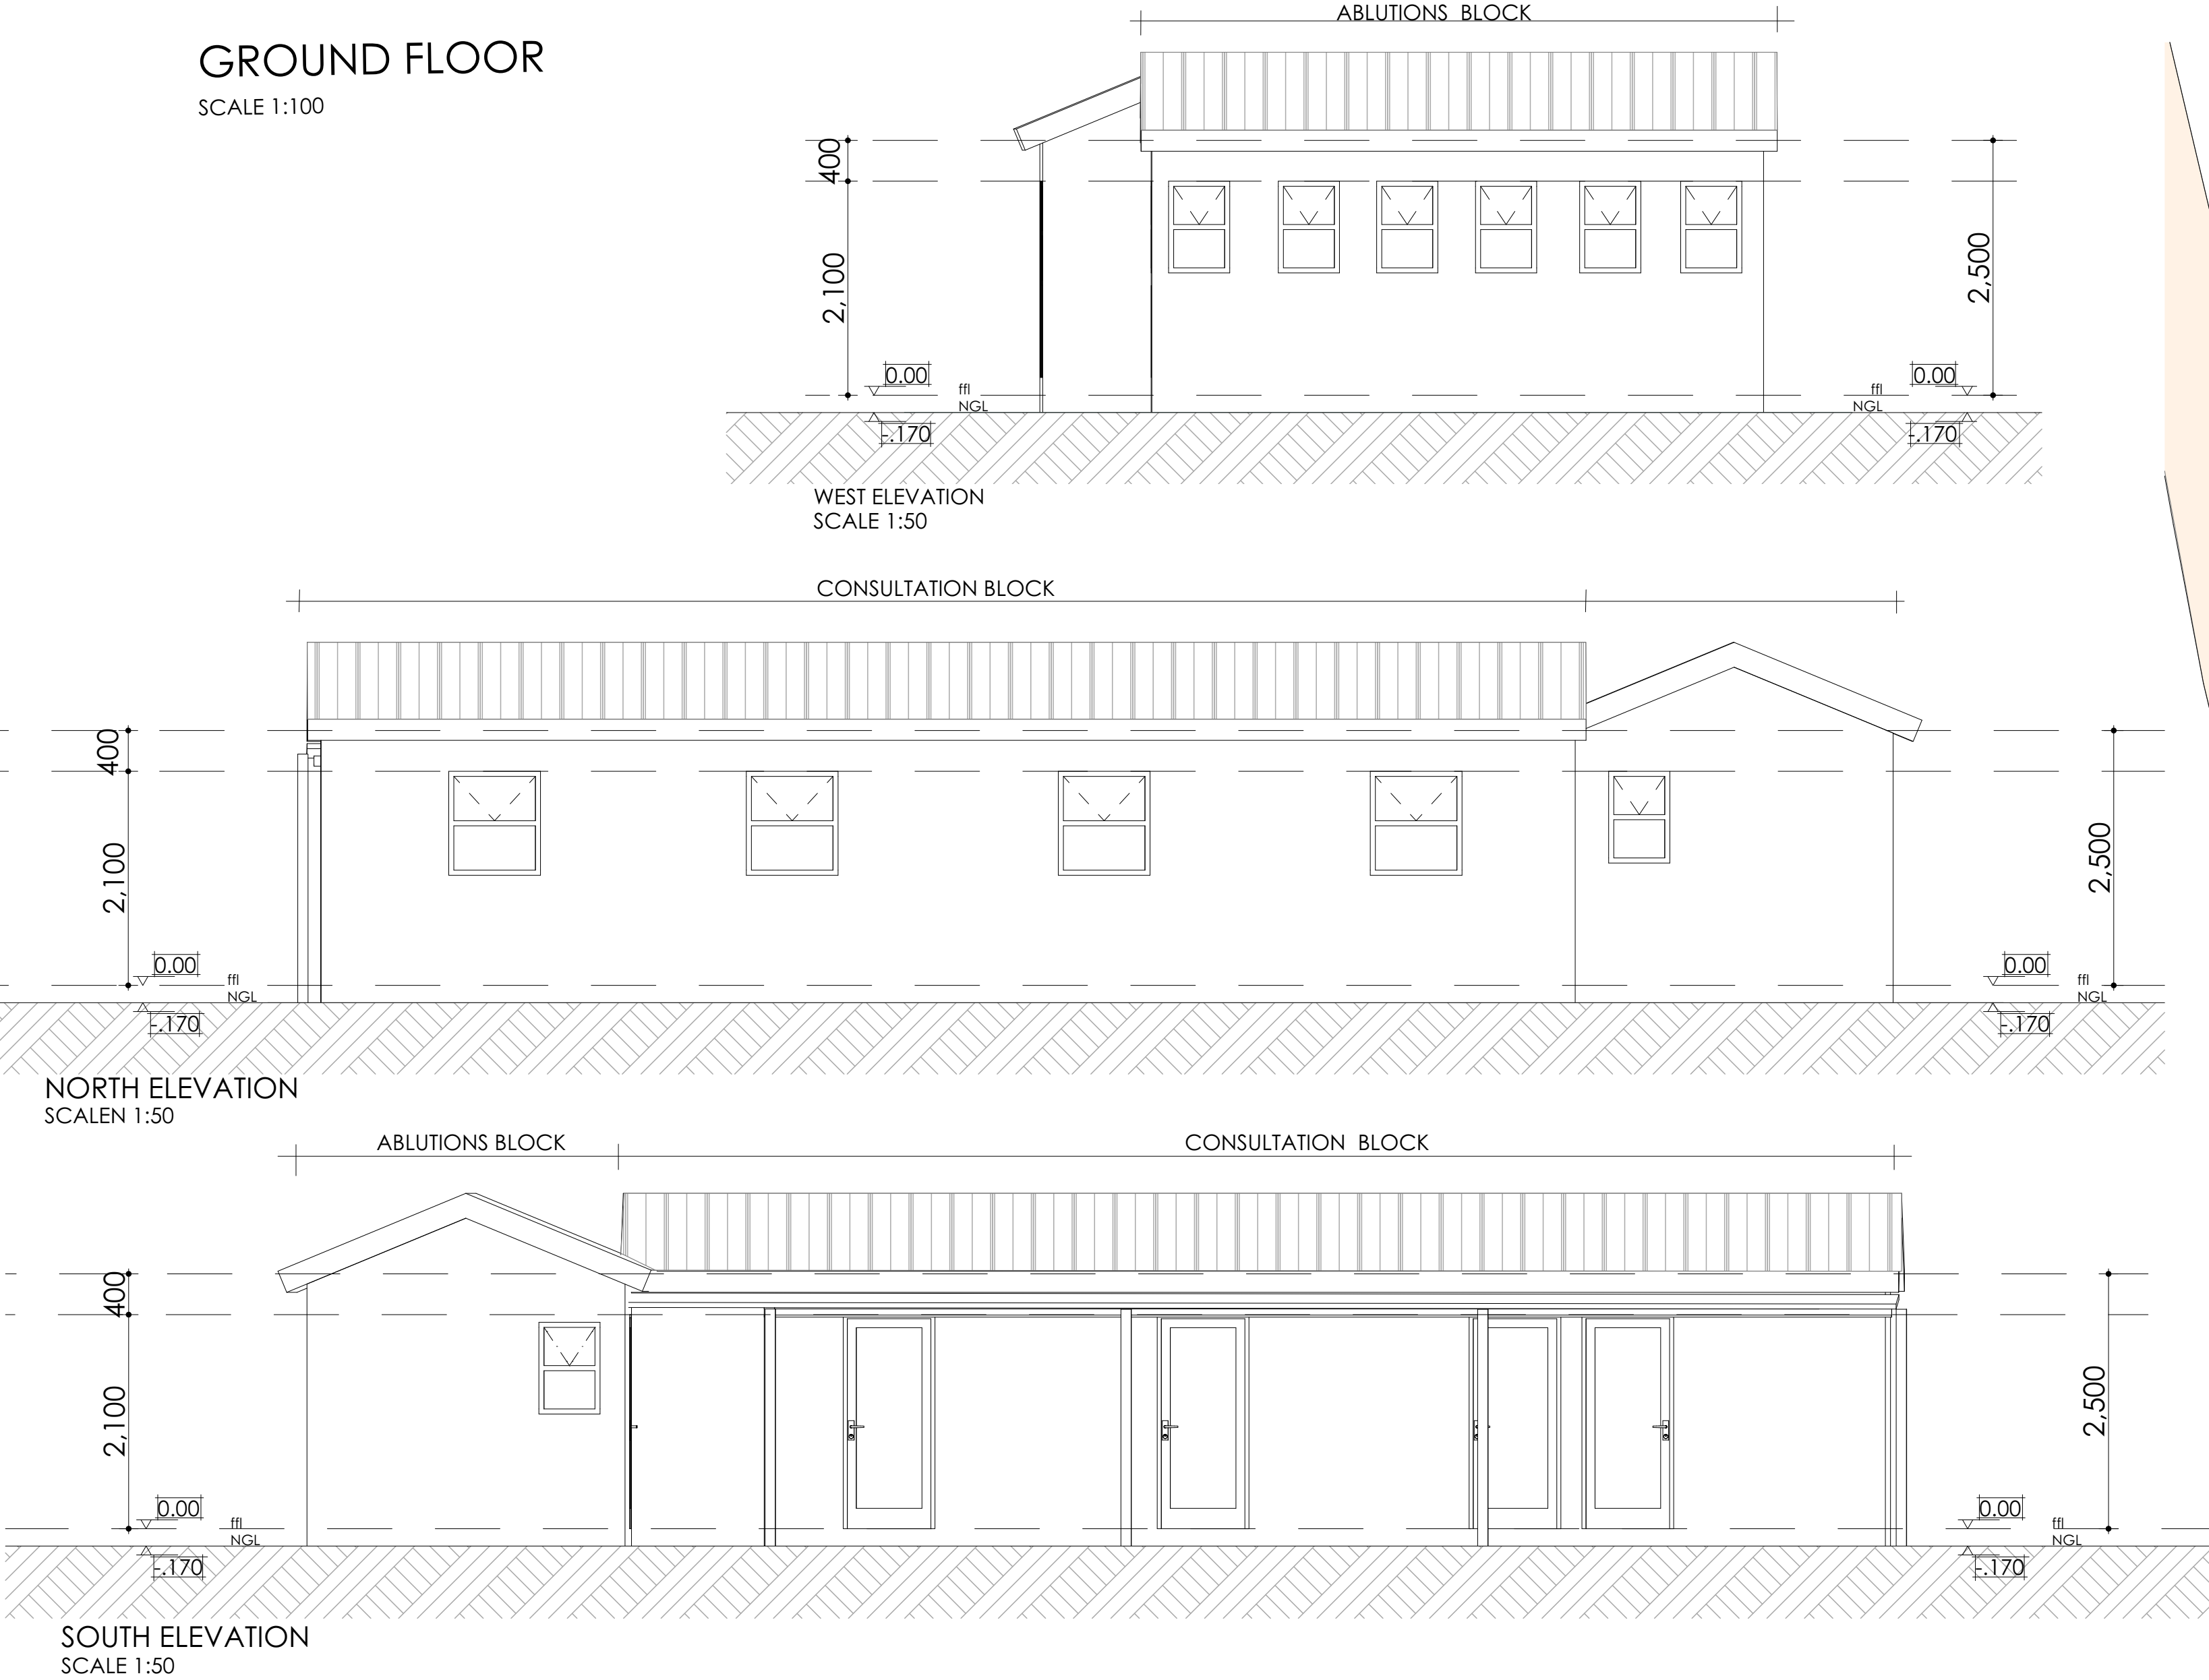 ABLUTIONS BLOCK
GROUND FLOOR
SCALE 1:100
400
2,100
2,500
0.00
ffl
NGL
-.170
ffl
NGL
0.00
-.170
WEST ELEVATION
SCALE 1:50
CONSULTATION BLOCK
400
2,100
2,500
0.00
ffl
NGL
-.170
0.00
ffl
NGL
-.170
NORTH ELEVATION
SCALEN 1:50
ABLUTIONS BLOCK
CONSULTATION BLOCK
400
2,100
2,500
0.00
ffl
NGL
-.170
0.00
ffl
NGL
-.170
SOUTH ELEVATION
SCALE 1:50